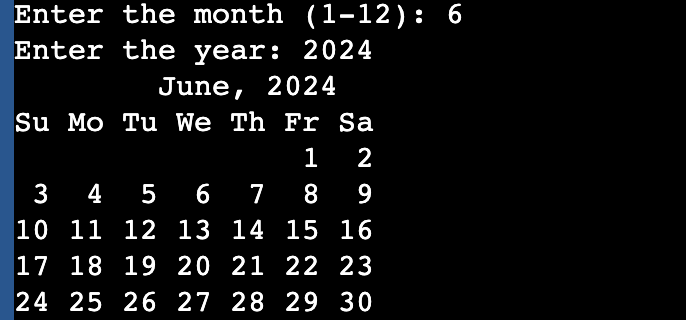 Enter the month (1-12): 6
Enter the year: 2024
June, 2024
Su Mo Tu We Th Fr Sa
1 2
3 4 5 6 7 8 9
10 11 12 13 14 15 16
17 18 19 20 21 22 23
24 25 26 27 28 29 30